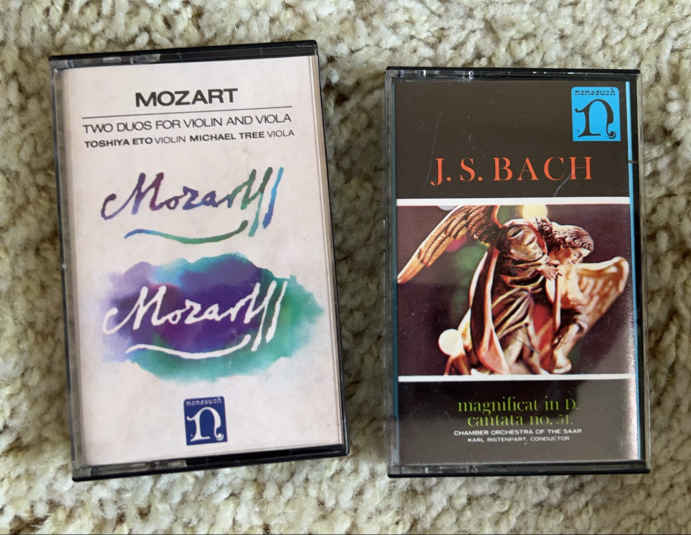 MOZART
TWO DUOS FOR VIOLIN AND VIOLA
TOSHIYA ETO VIOLIN MICHAEL TREE VIOLA
Mozart
Mozart
nonesuch
n
nonesuch
n
J. S. BACH
magnificat in D.
cantata no. 51.
CHAMBER ORCHESTRA OF THE SAAR
KARL RISTENPART, CONDUCTOR